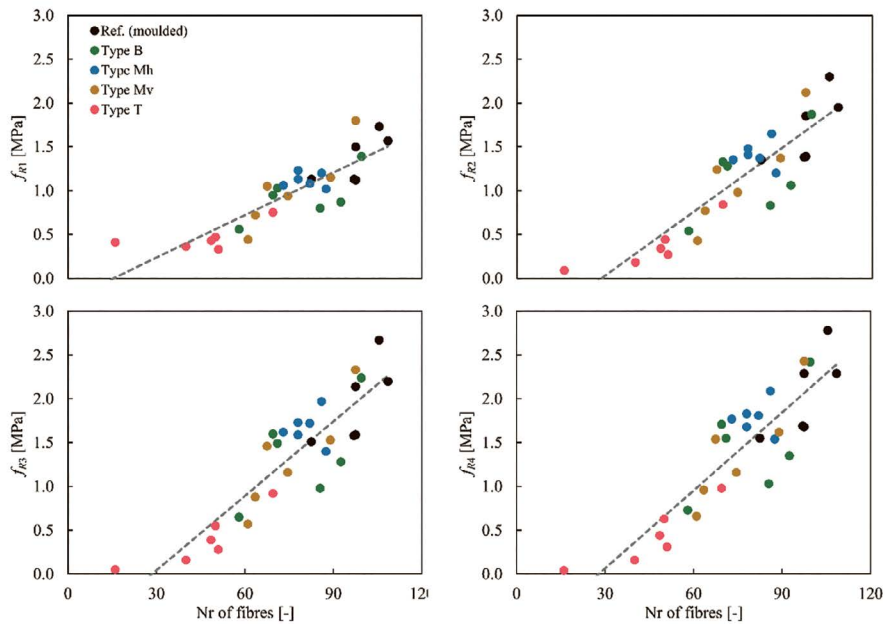 3.0
2.5
2.0
1.5
1.0
0.5
0.0
fR1 [MPa]
Ref. (moulded)
Type B
Type Mh
Type Mv
Type T
3.0
2.5
2.0
1.5
1.0
0.5
0.0
fR2 [MPa]
3.0
2.5
2.0
1.5
1.0
0.5
0.0
fR3 [MPa]
0 30 60 90 120
Nr of fibres [-]
3.0
2.5
2.0
1.5
1.0
0.5
0.0
fR4 [MPa]
0 30 60 90 120
Nr of fibres [-]